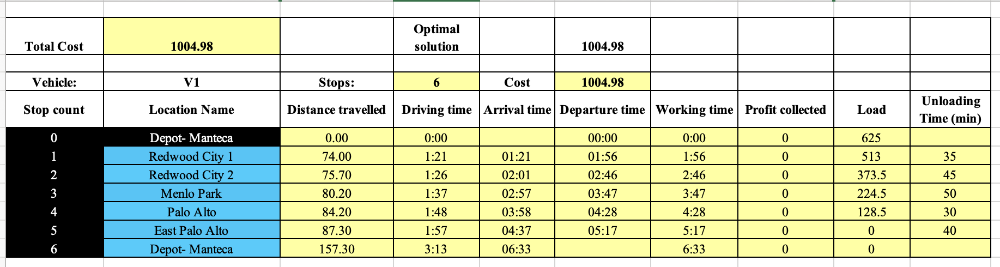 Total Cost 1004.98 Optimal solution 1004.98
Vehicle: V1 Stops: 6 Cost 1004.98
Stop count Location Name Distance travelled Driving time Arrival time Departure time Working time Profit collected Load Unloading Time (min)
0 Depot- Manteca 0.00 0:00 00:00 0:00 0 625
1 Redwood City 1 74.00 1:21 01:21 01:56 1:56 0 513 35
2 Redwood City 2 75.70 1:26 02:01 02:46 2:46 0 373.5 45
3 Menlo Park 80.20 1:37 02:57 03:47 3:47 0 224.5 50
4 Palo Alto 84.20 1:48 03:58 04:28 4:28 0 128.5 30
5 East Palo Alto 87.30 1:57 04:37 05:17 5:17 0 0 40
6 Depot- Manteca 157.30 3:13 06:33 6:33 0 0